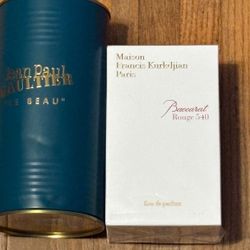 Jean Paul
GAULTIER
"LE BEAU"
Maison
Francis Kurkdjian
Paris
Baccarat
Rouge 540
Eau de parfum